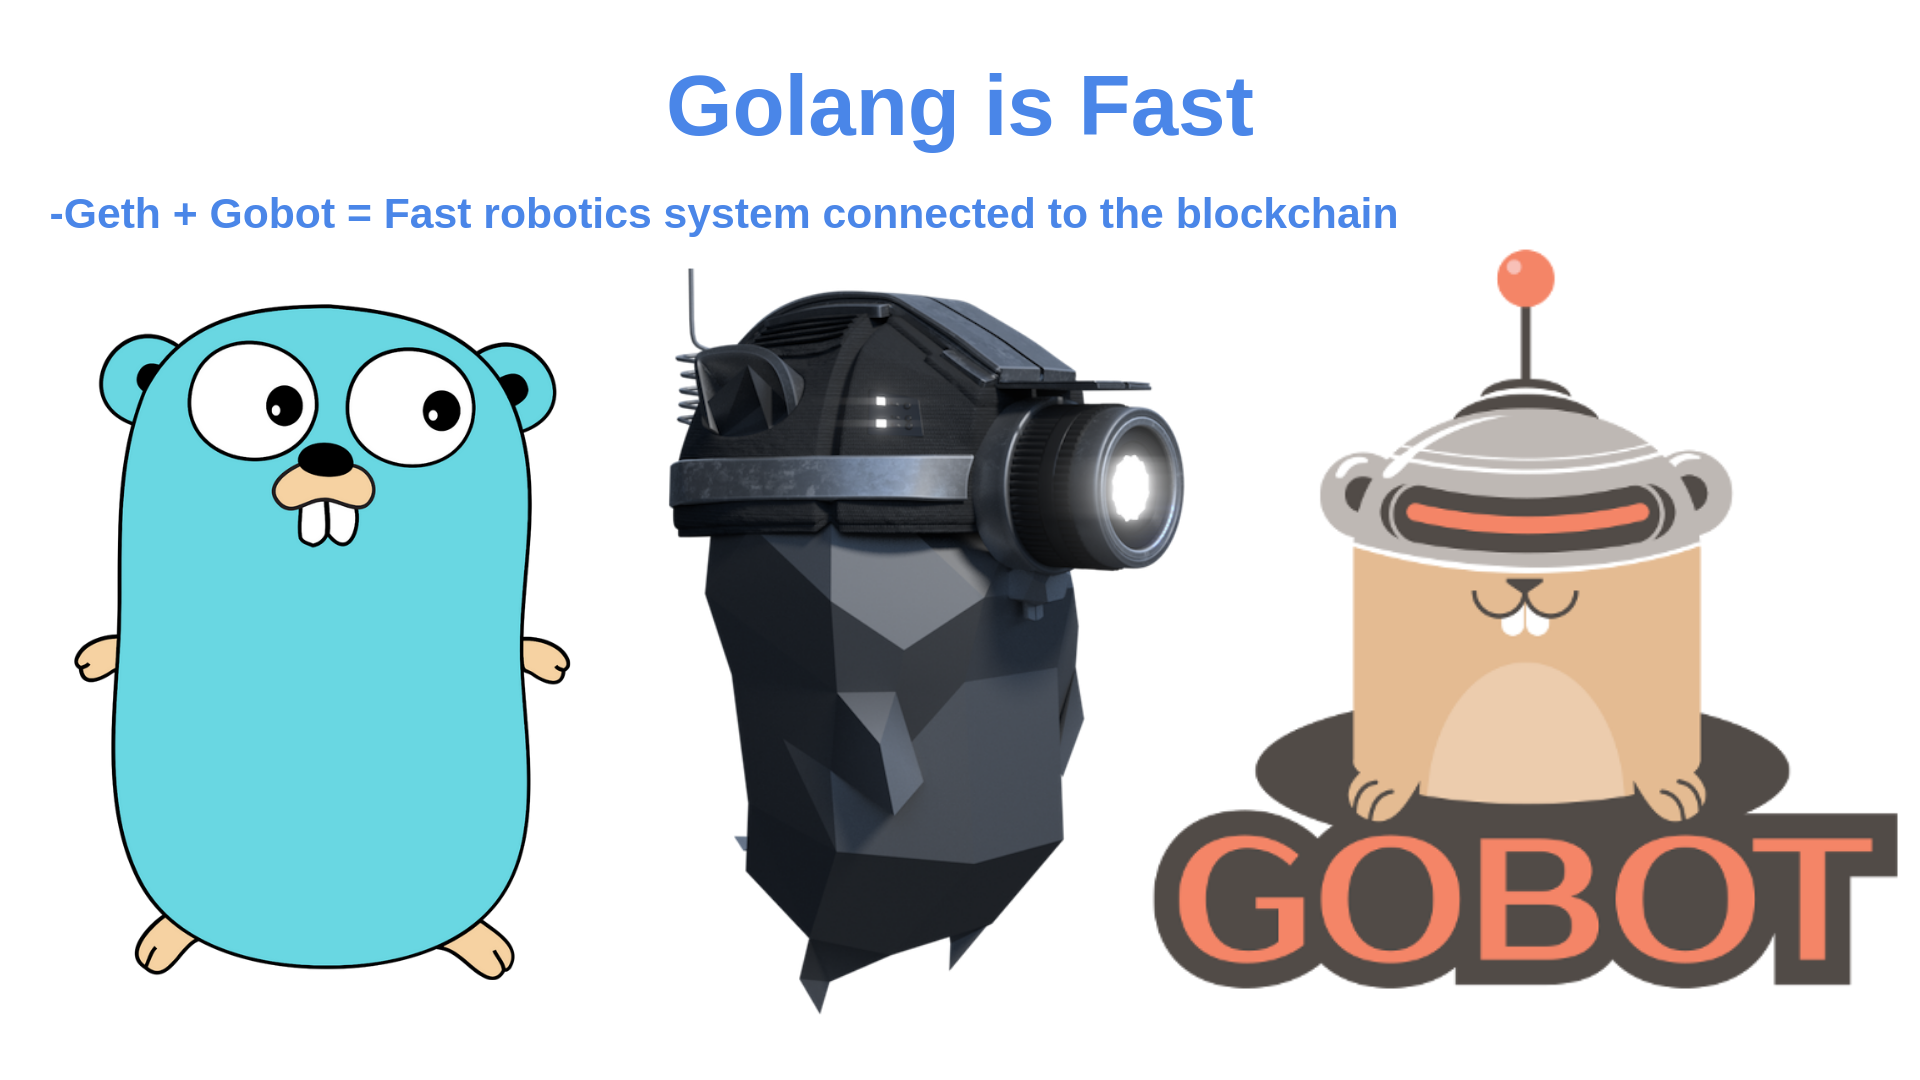 Golang is Fast
-Geth + Gobot = Fast robotics system connected to the blockchain
GOBOT